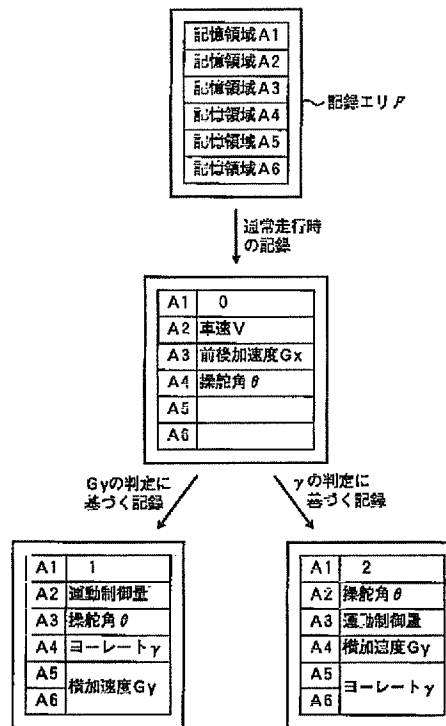 記憶領域A1
記憶領域A2
記憶領域A3
記憶領域A4
記憶領域A5
記憶領域A6
記録エリア
通常走行時
の記録
A1 0
A2 車速V
A3 前後加速度Gx
A4 操舵角θ
A5
A6
Gyの判定に
基づく記録
γの判定に
基づく記録
A1 1
A2 運動制御量
A3 操舵角θ
A4 ヨーレートγ
A5 横加速度Gy
A6
A1 2
A2 操舵角θ
A3 運動制御量
A4 横加速度Gy
A5 ヨーレートγ
A6